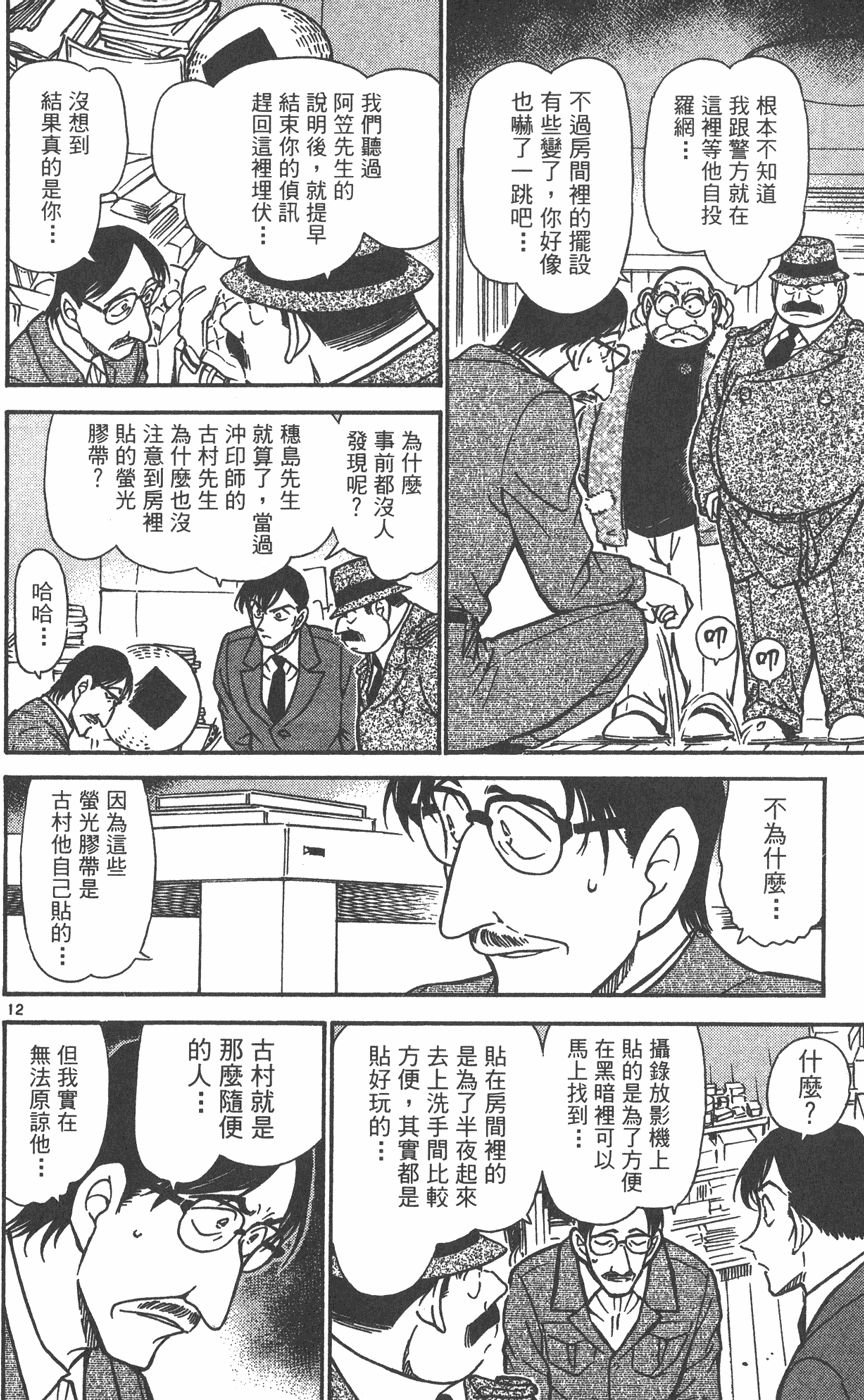 根本不知道
我跟警方就在
這裡等他自投
羅網…
不過房間裡的擺設
有些變了，你好像
也嚇了一跳吧…
叩
叩
我們聽過
阿笠先生的
說明後，就提早
結束你的偵訊
趕回這裡埋伏…
沒想到
結果真的是你…
為什麼
事前都沒人
發現呢？
穗島先生
就算了，當過
沖印師的
古村先生
為什麼也沒
注意到房裡
貼的螢光
膠帶？
哈哈…
不為什麼…
因為這些
螢光膠帶是
古村他自己貼的…
12
什麼？
攝錄放影機上
貼的是為了方便
在黑暗裡可以
馬上找到…
貼在房間裡的
是為了半夜起來
去上洗手間比較
方便，其實都是
貼好玩的…
古村就是
那麼隨便
的人…
但我實在
無法原諒他…